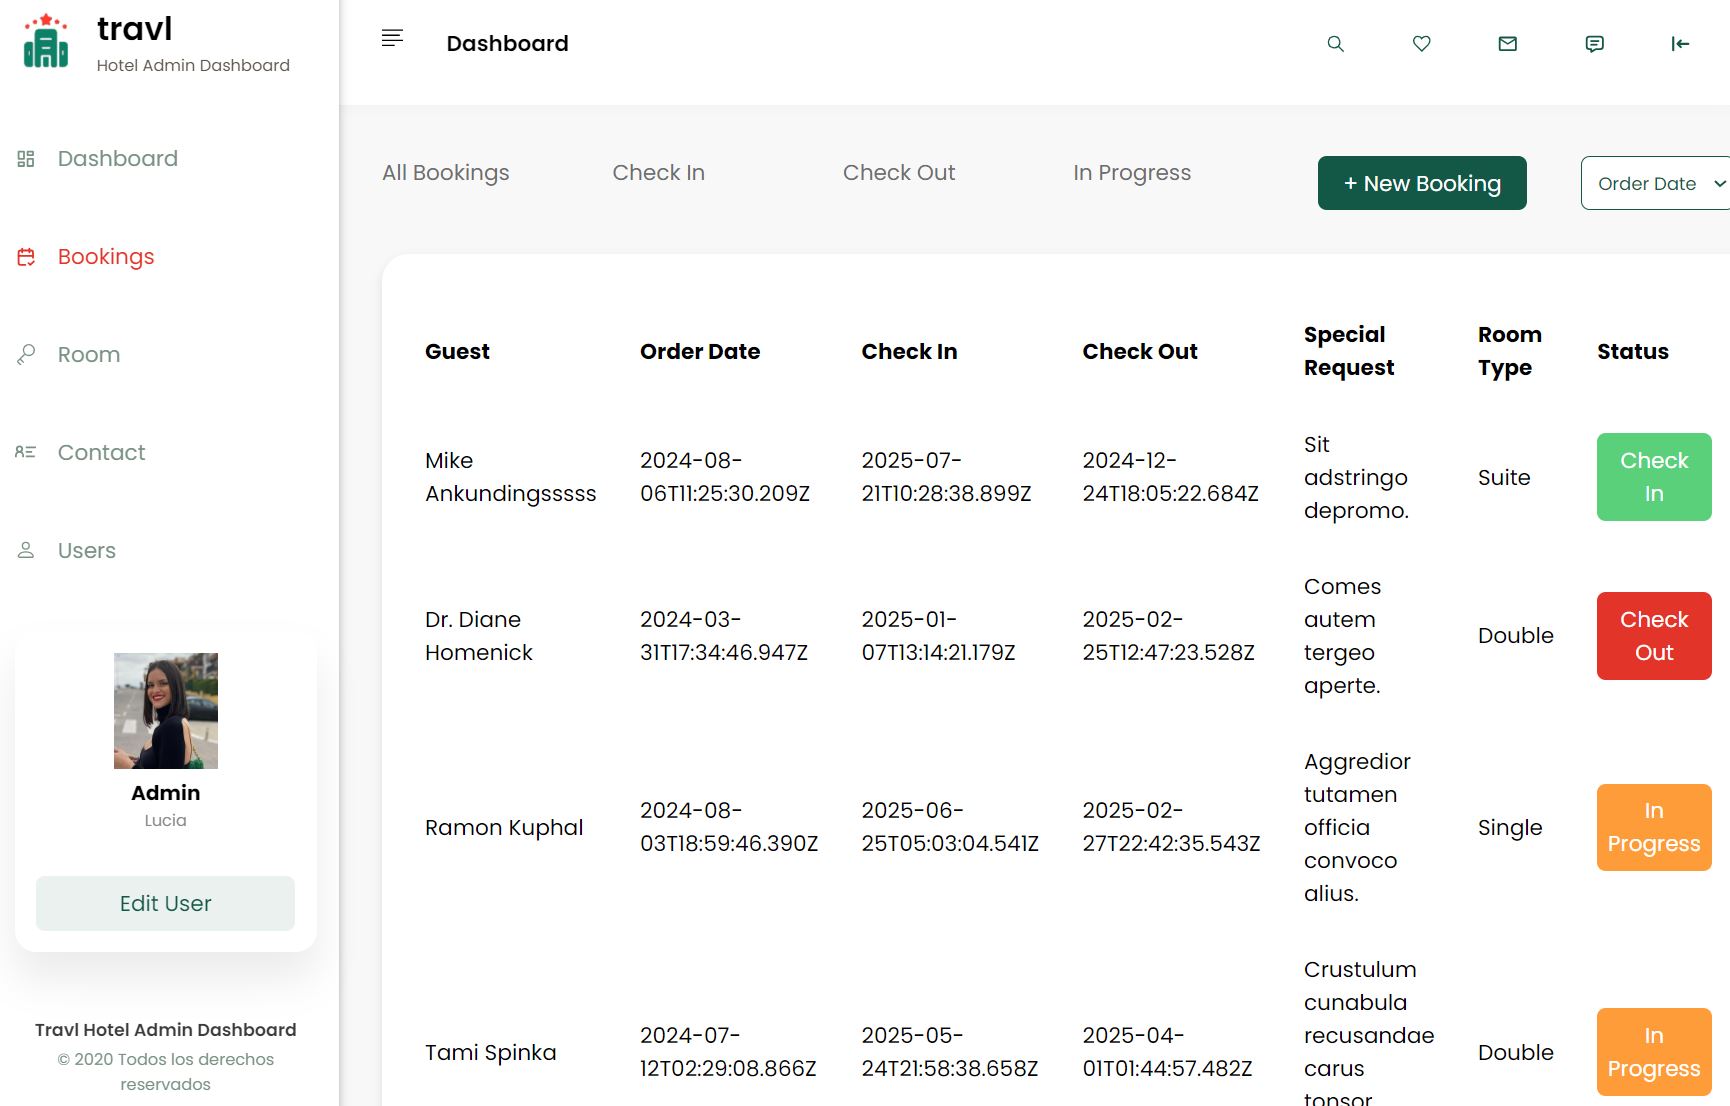 travl
Hotel Admin Dashboard
Dashboard
Bookings
Room
Contact
Users
Admin
Lucia
Edit User
Travl Hotel Admin Dashboard
© 2020 Todos los derechos
reservados
Dashboard
All Bookings
Check In
Check Out
In Progress
+ New Booking
Order Date
Guest
Order Date
Check In
Check Out
Special
Request
Room
Type
Status
Mike
Ankundingsssss
2024-08-
06T11:25:30.209Z
2025-07-
21T10:28:38.899Z
2024-12-
24T18:05:22.684Z
Sit
adstringo
depromo.
Suite
Check
In
Dr. Diane
Homenick
2024-03-
31T17:34:46.947Z
2025-01-
07T13:14:21.179Z
2025-02-
25T12:47:23.528Z
Comes
autem
tergeo
aperte.
Double
Check
Out
Ramon Kuphal
2024-08-
03T18:59:46.390Z
2025-06-
25T05:03:04.541Z
2025-02-
27T22:42:35.543Z
Aggredior
tutamen
officia
convoco
alius.
Single
In
Progress
Tami Spinka
2024-07-
12T02:29:08.866Z
2025-05-
24T21:58:38.658Z
2025-04-
01T01:44:57.482Z
Crustulum
cunabula
recusandae
carus
tonsor
Double
In
Progress